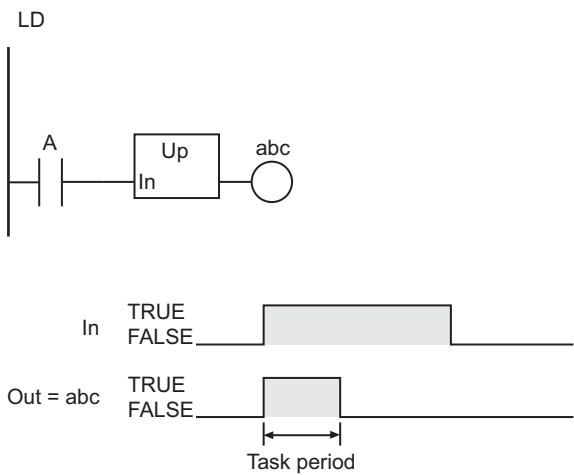 LD
A
Up
abc
In
In
TRUE
FALSE
Out = abc
TRUE
FALSE
Task period